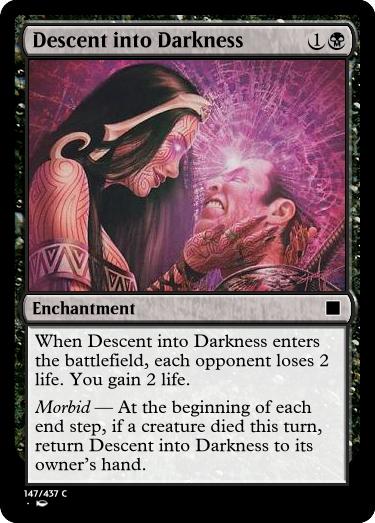 Descent into Darkness 1
Enchantment
When Descent into Darkness enters
the battlefield, each opponent loses 2
life. You gain 2 life.
Morbid — At the beginning of each
end step, if a creature died this turn,
return Descent into Darkness to its
owner's hand.
147/437 C